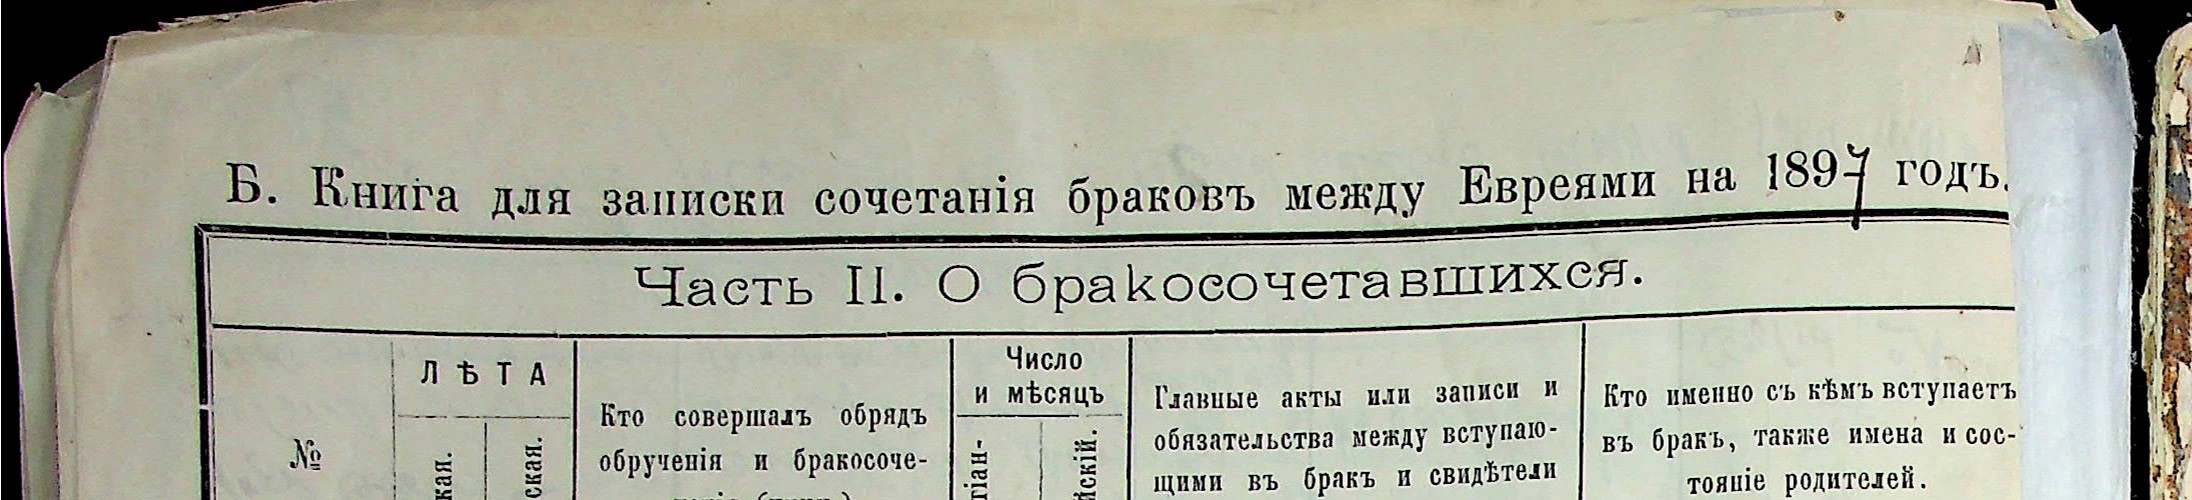 Б. Книга для записки сочетанія браковъ между Евреями на 1897 годъ.
Часть II. О бракосочетавшихся.
№
ЛѢТА
Кто совершалъ обрядъ
обрученія и бракосоче-
Число
и мѣсяцъ
Главные акты или записи и
обязательства между вступаю-
щими въ бракъ и свидѣтели
Кто именно съ кѣмъ вступаетъ
въ бракъ, также имена и сос-
тояніе родителей.